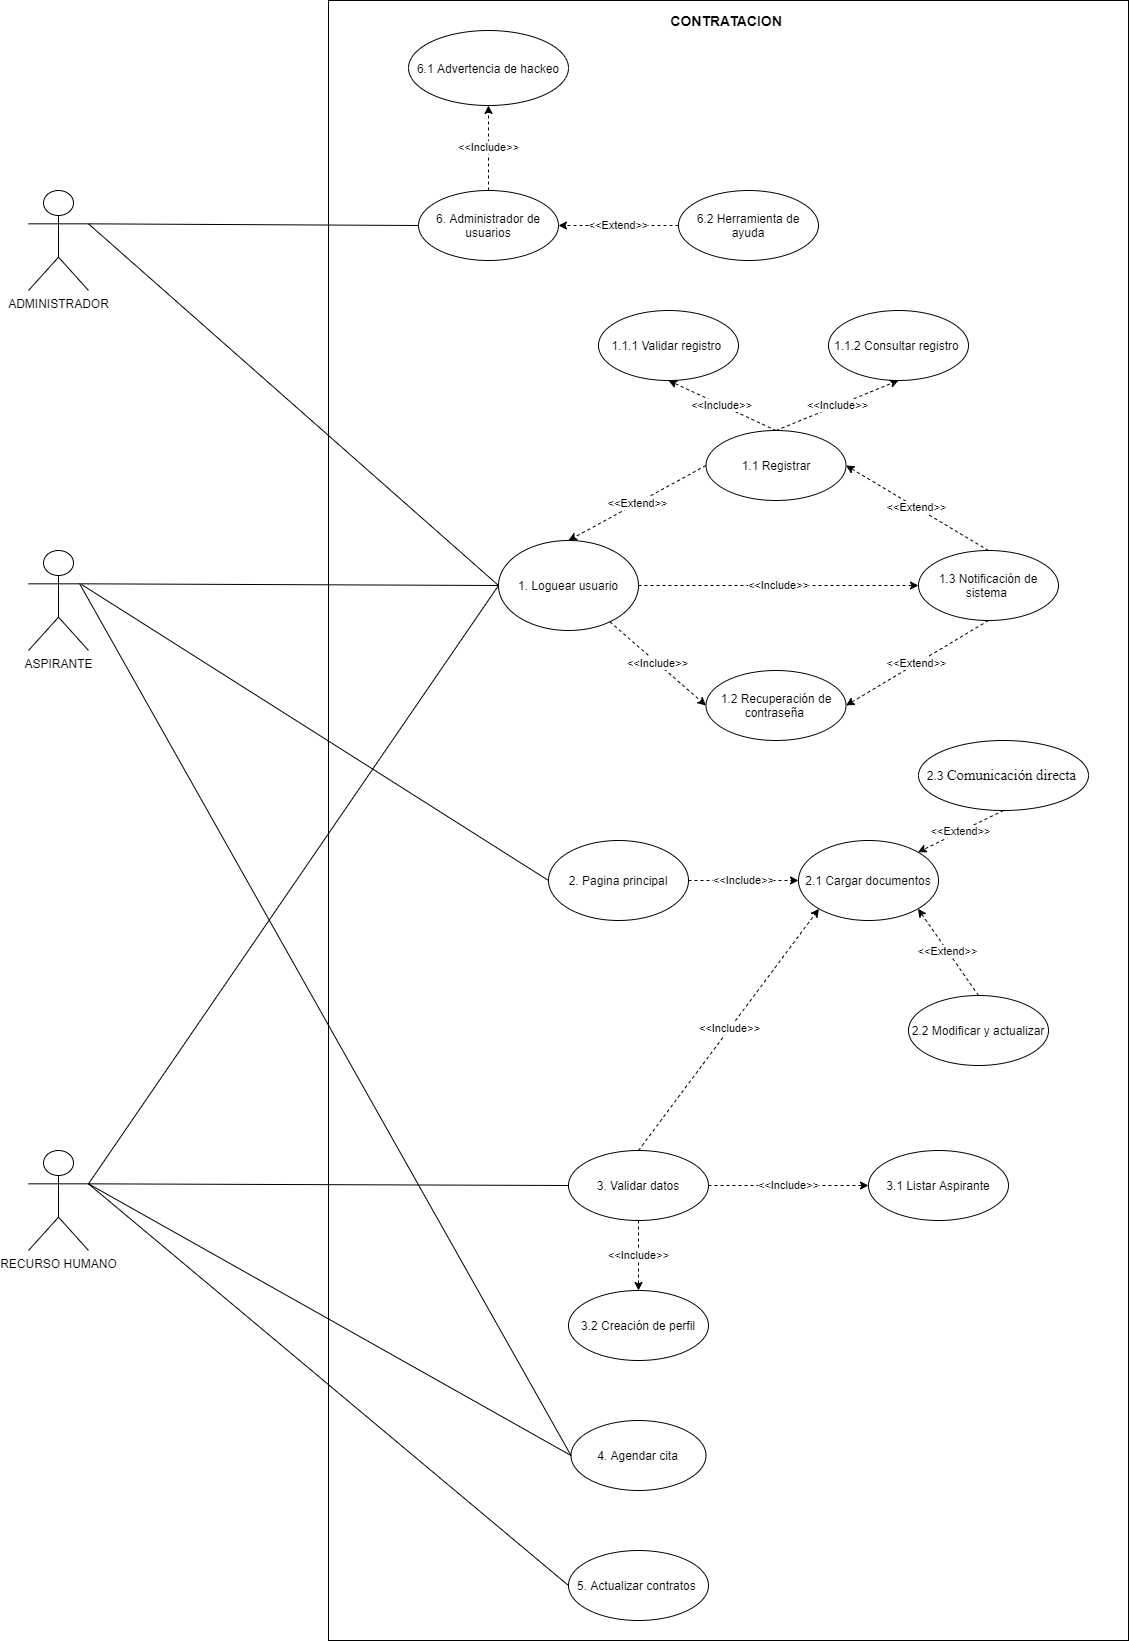 CONTRATACION
6.1 Advertencia de hackeo
<<Include>>
6. Administrador de
usuarios
<<Extend>>
6.2 Herramienta de
ayuda
ADMINISTRADOR
1.1.1 Validar registro
1.1.2 Consultar registro
<<Include>>
<<Include>>
1.1 Registrar
<<Extend>>
<<Extend>>
ASPIRANTE
1. Loguear usuario
<<Include>>
1.3 Notificación de
sistema
<<Include>>
<<Extend>>
1.2 Recuperación de
contraseña
2.3 Comunicación directa
<<Extend>>
2. Pagina principal
<<Include>>
2.1 Cargar documentos
<<Extend>>
2.2 Modificar y actualizar
<<Include>>
RECURSO HUMANO
3. Validar datos
<<Include>>
3.1 Listar Aspirante
<<Include>>
3.2 Creación de perfil
4. Agendar cita
5. Actualizar contratos